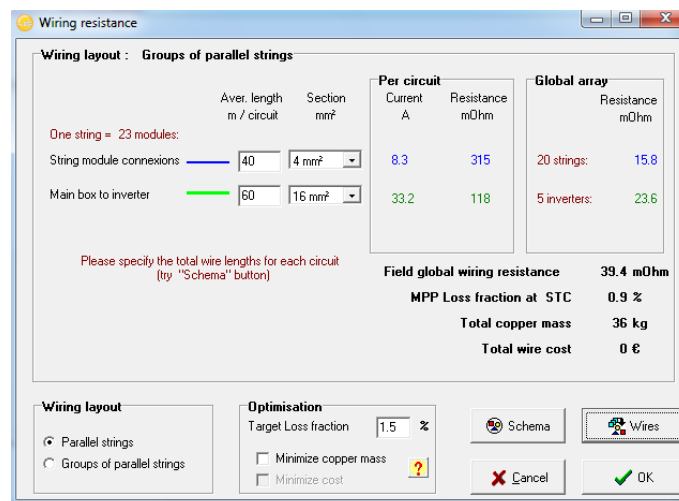 Wiring resistance
Wiring layout : Groups of parallel strings
Per circuit
Global array
Aver. length
m / circuit
Section
mm²
Current
A
Resistance
mOhm
Resistance
mOhm
One string = 23 modules:
String module connexions 40 4 mm² 8.3 315 20 strings: 15.8
Main box to inverter 60 16 mm² 33.2 118 5 inverters: 23.6
Please specify the total wire lengths for each circuit
(try "Schema" button)
Field global wiring resistance 39.4 mOhm
MPP Loss fraction at STC 0.9 %
Total copper mass 36 kg
Total wire cost 0 €
Wiring layout
Parallel strings
Groups of parallel strings
Optimisation
Target Loss fraction 1.5 %
Minimize copper mass
Minimize cost
?
Schema
Wires
Cancel
OK